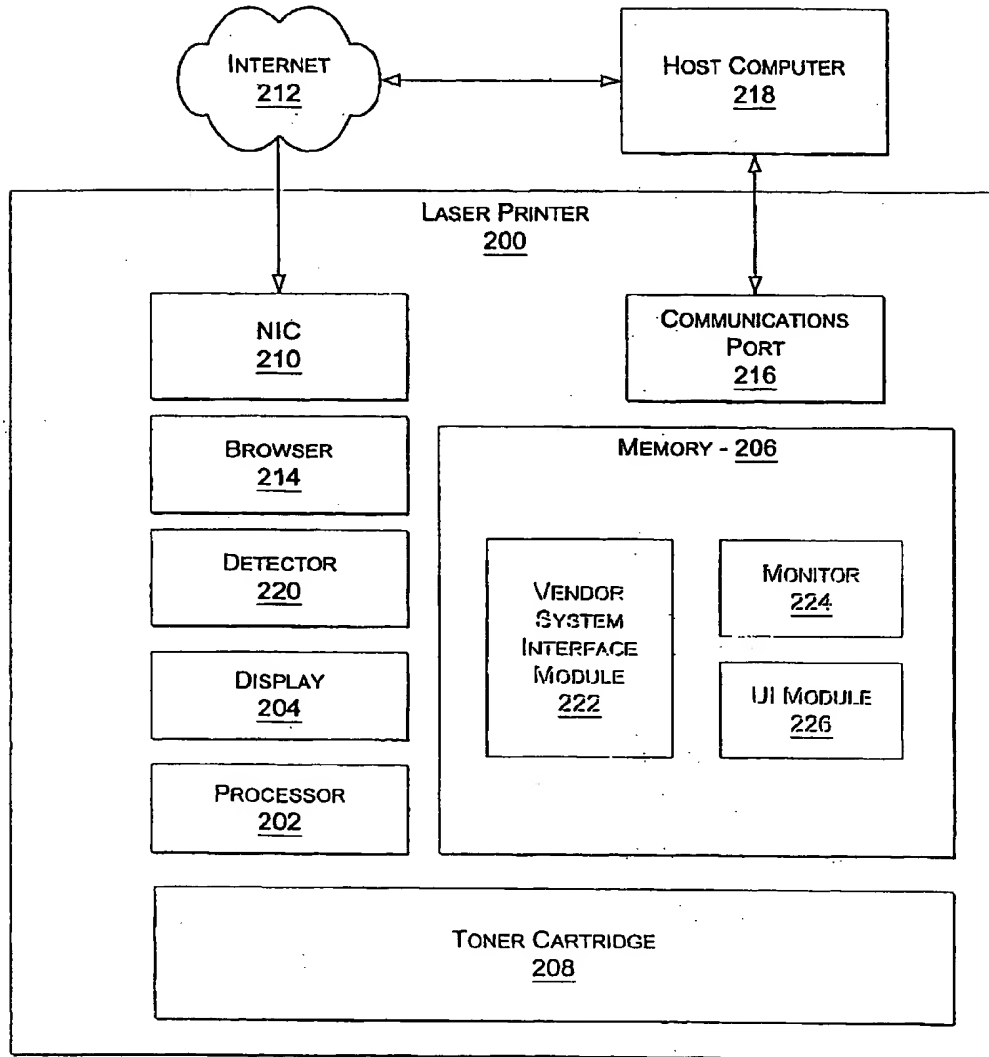 INTERNET
212
HOST COMPUTER
218
LASER PRINTER
200
NIC
210
COMMUNICATIONS
PORT
216
BROWSER
214
MEMORY - 206
DETECTOR
220
VENDOR
SYSTEM
INTERFACE
MODULE
222
MONITOR
224
DISPLAY
204
UI MODULE
226
PROCESSOR
202
TONER CARTRIDGE
208